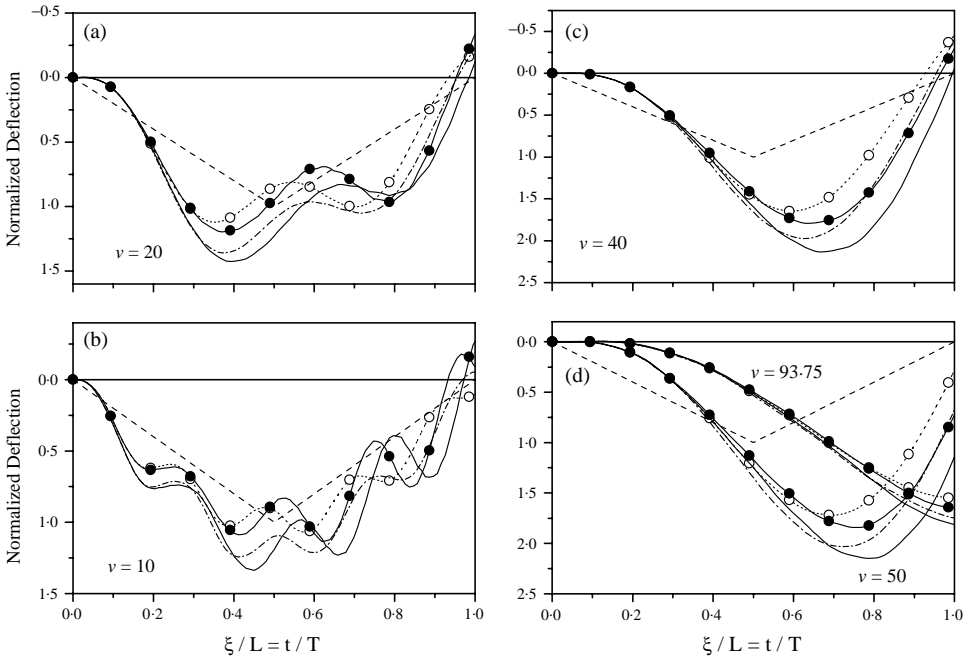 −0·5
0·0
0·5
1·0
1·5
(a)
v = 20
Normalized Deflection
−0·5
0·0
0·5
1·0
1·5
2·0
2·5
(c)
v = 40
0·0
0·5
1·0
1·5
(b)
v = 10
Normalized Deflection
0·0 0·2 0·4 0·6 0·8 1·0
ξ / L = t / T
0·0
0·5
1·0
1·5
2·0
2·5
(d)
v = 93·75
v = 50
0·0 0·2 0·4 0·6 0·8 1·0
ξ / L = t / T